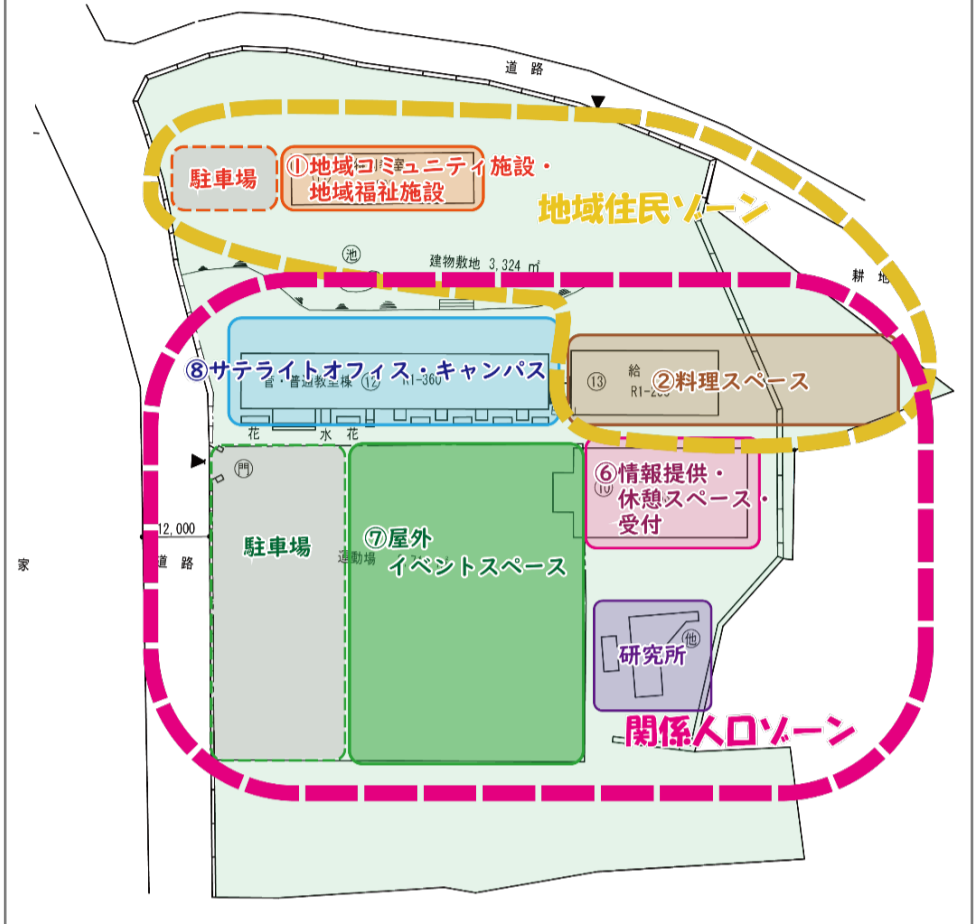 道 路
①地域コミュニティ施設・
地域福祉施設
駐車場
地域住民ゾーン
池
建物敷地 3,324 ㎡
耕 地
⑧サテライトオフィス・キャンパス
管・普通教室棟 ⑫ R1-360
⑬
給
②料理スペース
花 水 花
門
⑥情報提供・
休憩スペース・
受付
12,000
道 路
家
駐車場
⑦屋外
イベントスペース
運動場
他
研究所
関係人口ゾーン